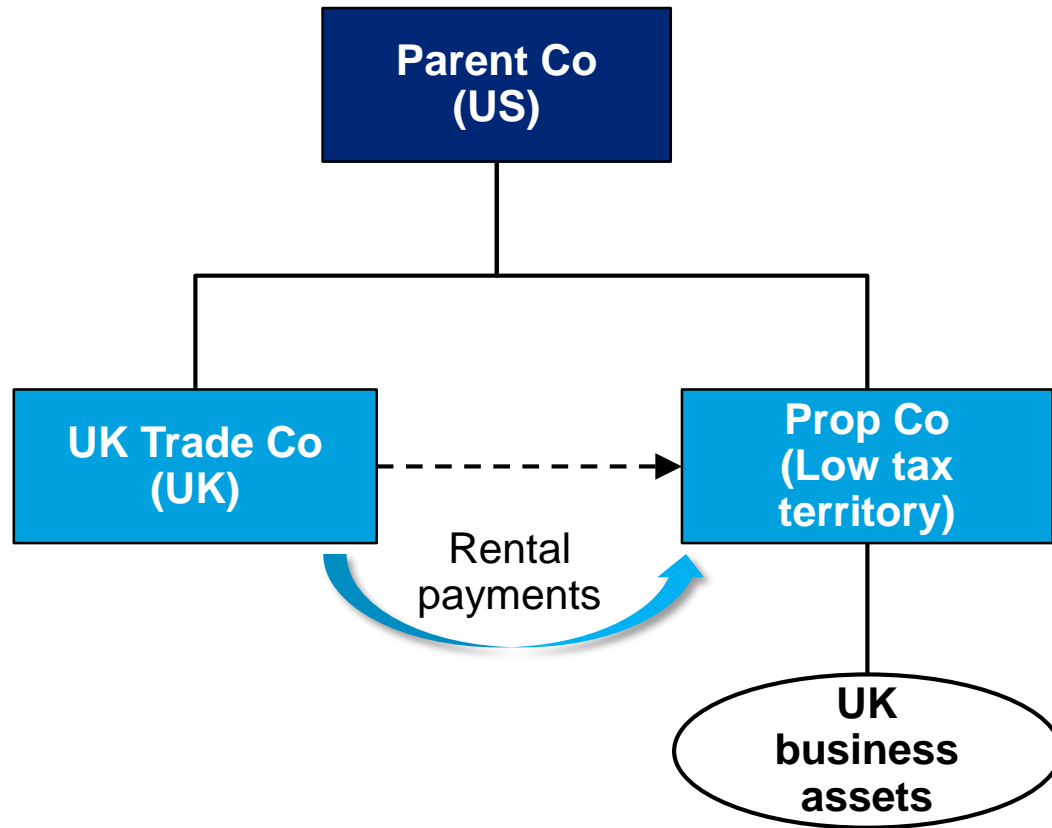 Parent Co
(US)
UK Trade Co
(UK)
Prop Co
(Low tax
territory)
Rental
payments
UK
business
assets